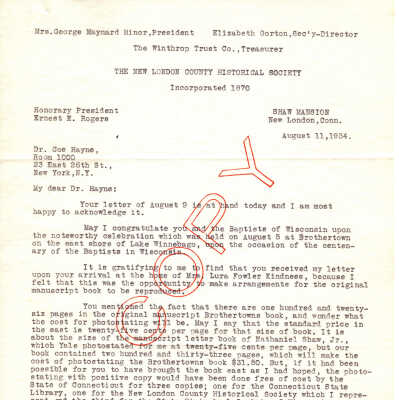 Mrs.George Maynard Minor,President Elisabeth Gorton,Sec'y-Director
The Winthrop Trust Co.,Treasurer
THE NEW LONDON COUNTY HISTORICAL SOCIETY
Incorporated 1870
Honorary President
Ernest E. Rogers
SHAW MANSION
New London,Conn.
August 11,1934.
Dr. Coe Hayne,
Room 1000
23 East 26th St.,
New York,N.Y.
My dear Dr. Hayne:
Your letter of August 9 is at hand today and I am most
happy to acknowledge it.
May I congratulate you and the Baptists of Wisconsin upon
the noteworthy celebration which was held on August 5 at Brothertown
on the east shore of Lake Winnebago, upon the occasion of the centen-
ary of the Baptists in Wisconsin.
It is gratifying to me to find that you received my letter
upon your arrival at the home of Mrs. Lura Fowler Kindness, because I
felt that this was the opportunity to make arrangements for the original
manuscript book to be reproduced.
You mentioned the fact that there are one hundred and twenty-
six pages in the original manuscript Brothertowns book, and wonder what
the cost for photostating will be. May I say that the standard price in
the east is twenty-five cents per page for that size of book. It is
about the size of the manuscript letter book of Nathaniel Shaw, Jr.,
which Yale photostated for me at twenty-five cents per page, but our
book contained two hundred and thirty-three pages, which will make the
cost of photostating the Brothertowns book $31.50. But, if it had been
possible for you to have brought the book east as I had hoped, the photo-
stating with positive copy would have been done free of cost by the
State of Connecticut for three copies; one for the Connecticut State
Library, one for the New London County Historical Society which I repre-
COPY